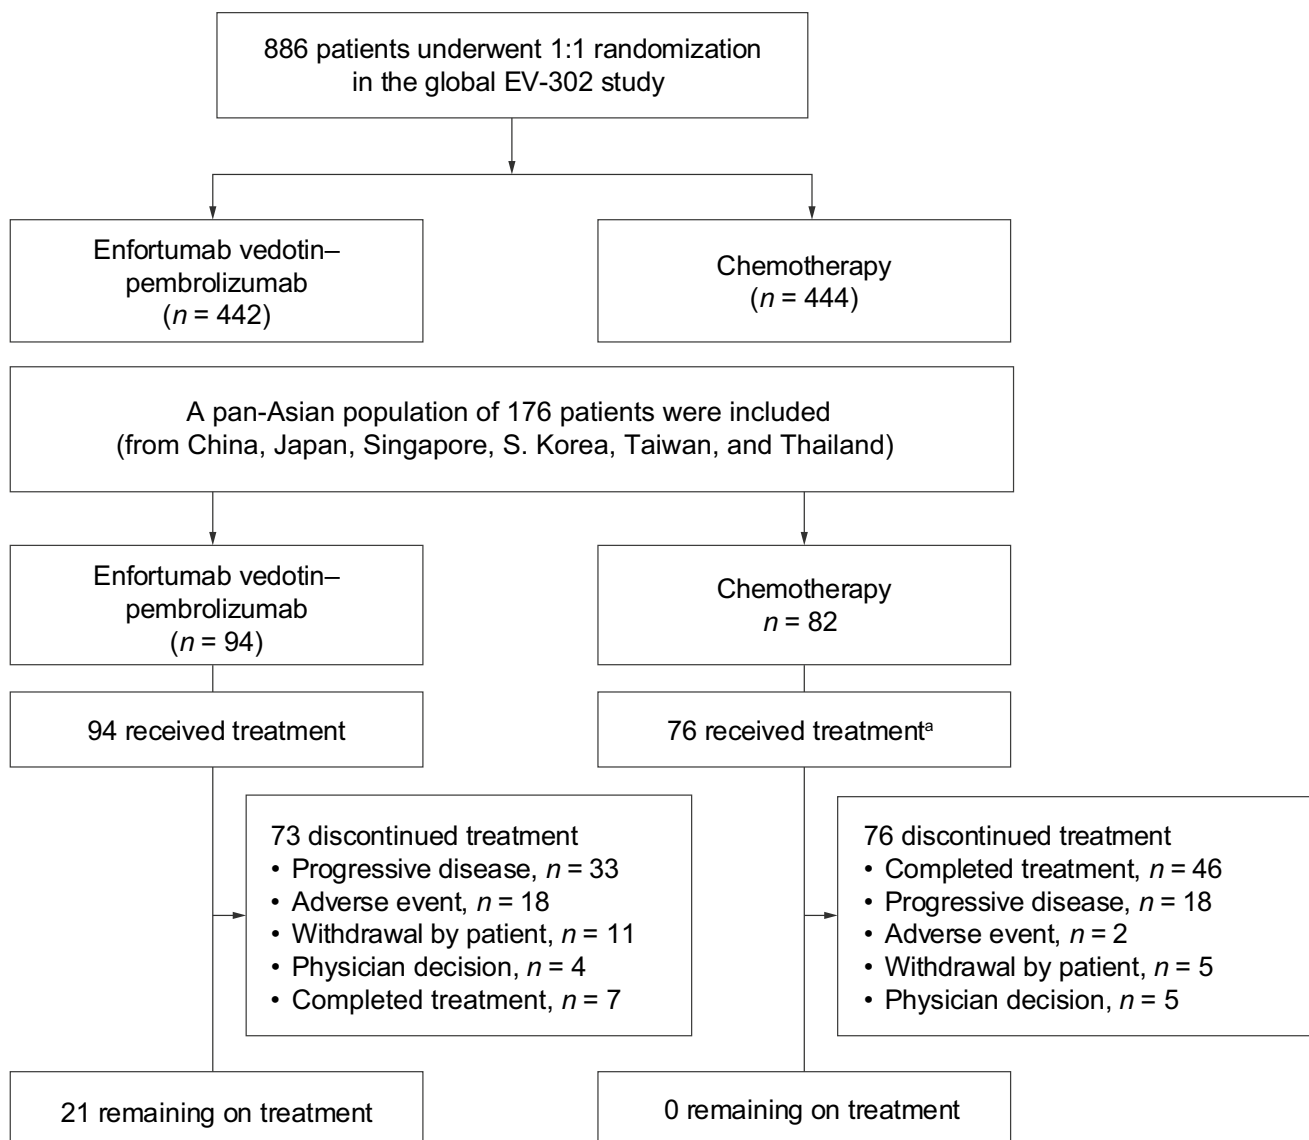 886 patients underwent 1:1 randomization
in the global EV-302 study
Enfortumab vedotin–
pembrolizumab
(n = 442)
Chemotherapy
(n = 444)
A pan-Asian population of 176 patients were included
(from China, Japan, Singapore, S. Korea, Taiwan, and Thailand)
Enfortumab vedotin–
pembrolizumab
(n = 94)
Chemotherapy
n = 82
94 received treatment
76 received treatmentᵃ
73 discontinued treatment
• Progressive disease, n = 33
• Adverse event, n = 18
• Withdrawal by patient, n = 11
• Physician decision, n = 4
• Completed treatment, n = 7
76 discontinued treatment
• Completed treatment, n = 46
• Progressive disease, n = 18
• Adverse event, n = 2
• Withdrawal by patient, n = 5
• Physician decision, n = 5
21 remaining on treatment
0 remaining on treatment